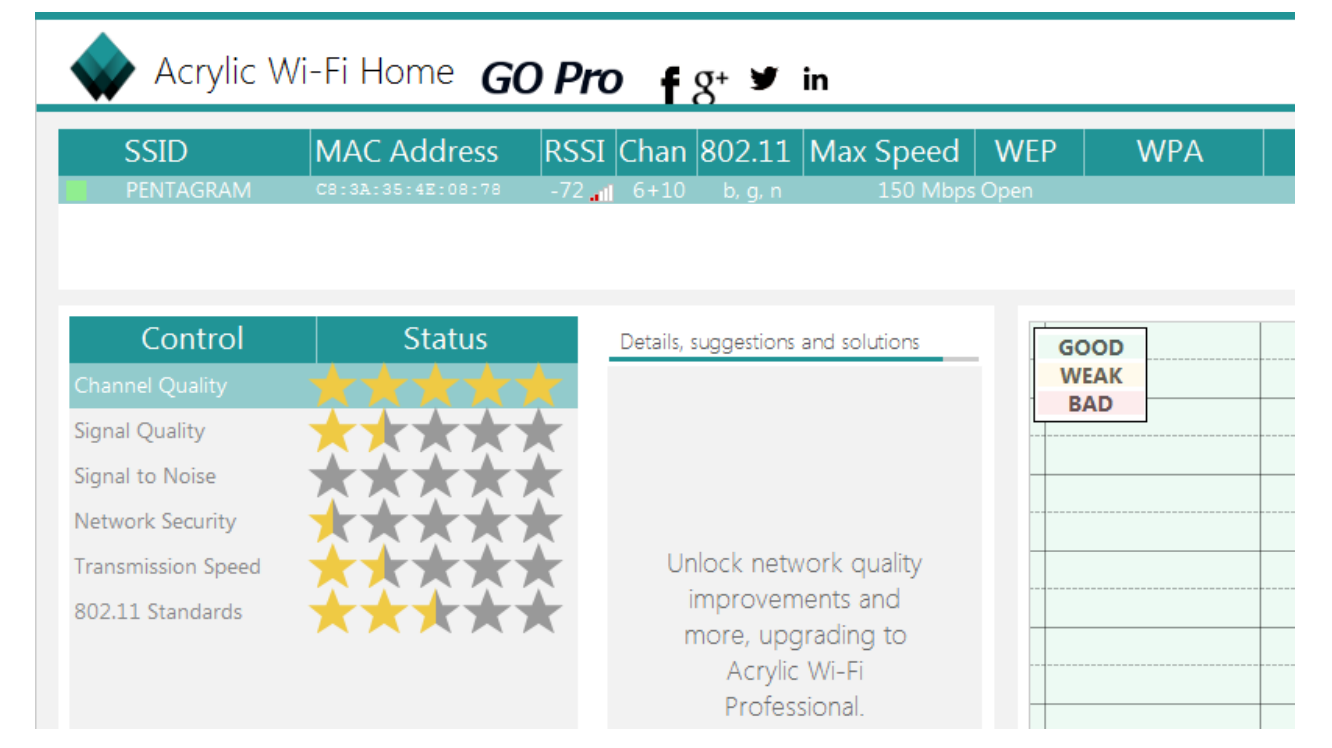 Acrylic Wi-Fi Home GO Pro f g+ in
SSID MAC Address RSSI Chan 802.11 Max Speed WEP WPA
PENTAGRAM C8:3A:35:4E:08:78 -72 6+10 b, g, n 150 Mbps Open
Control Status
Channel Quality
Signal Quality
Signal to Noise
Network Security
Transmission Speed
802.11 Standards
Details, suggestions and solutions
Unlock network quality
improvements and
more, upgrading to
Acrylic Wi-Fi
Professional.
GOOD
WEAK
BAD